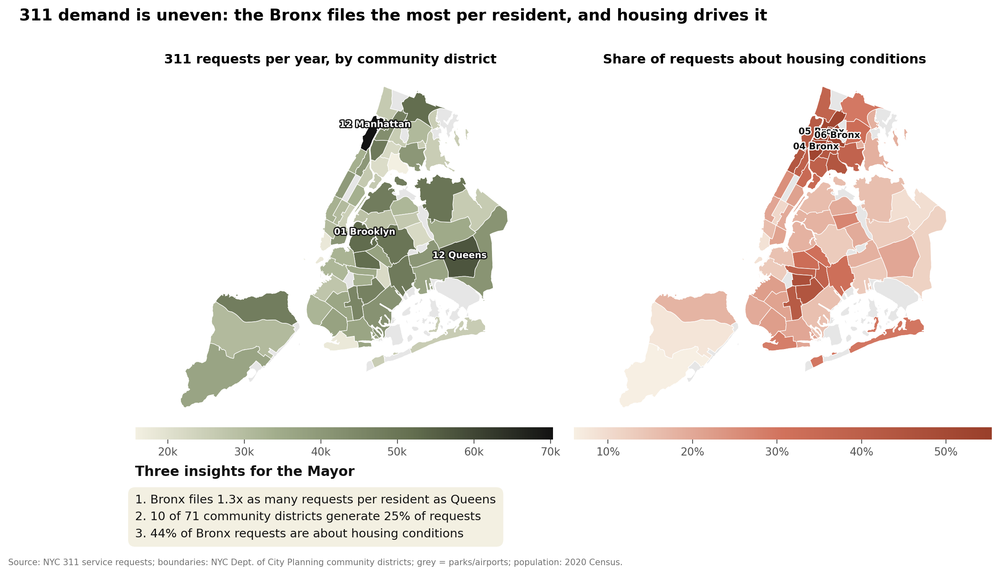 311 demand is uneven: the Bronx files the most per resident, and housing drives it
311 requests per year, by community district
12 Manhattan
01 Brooklyn
12 Queens
20k 30k 40k 50k 60k 70k
Share of requests about housing conditions
05 Bronx
06 Bronx
04 Bronx
10% 20% 30% 40% 50%
Three insights for the Mayor
1. Bronx files 1.3x as many requests per resident as Queens
2. 10 of 71 community districts generate 25% of requests
3. 44% of Bronx requests are about housing conditions
Source: NYC 311 service requests; boundaries: NYC Dept. of City Planning community districts; grey = parks/airports; population: 2020 Census.